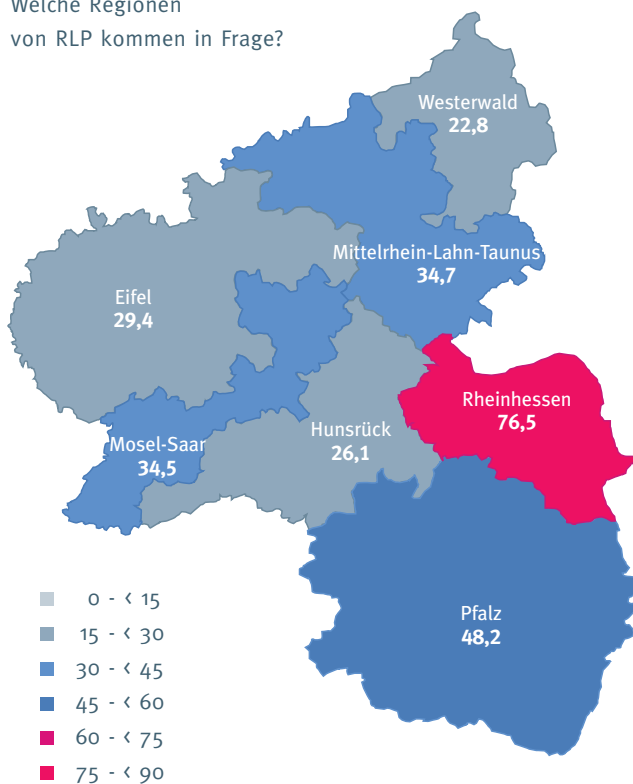 Welche Regionen
von RLP kommen in Frage?
Westerwald
22,8
Mittelrhein-Lahn-Taunus
34,7
Eifel
29,4
Rheinhessen
76,5
Hunsrück
26,1
Mosel-Saar
34,5
Pfalz
48,2
0 - < 15
15 - < 30
30 - < 45
45 - < 60
60 - < 75
75 - < 90